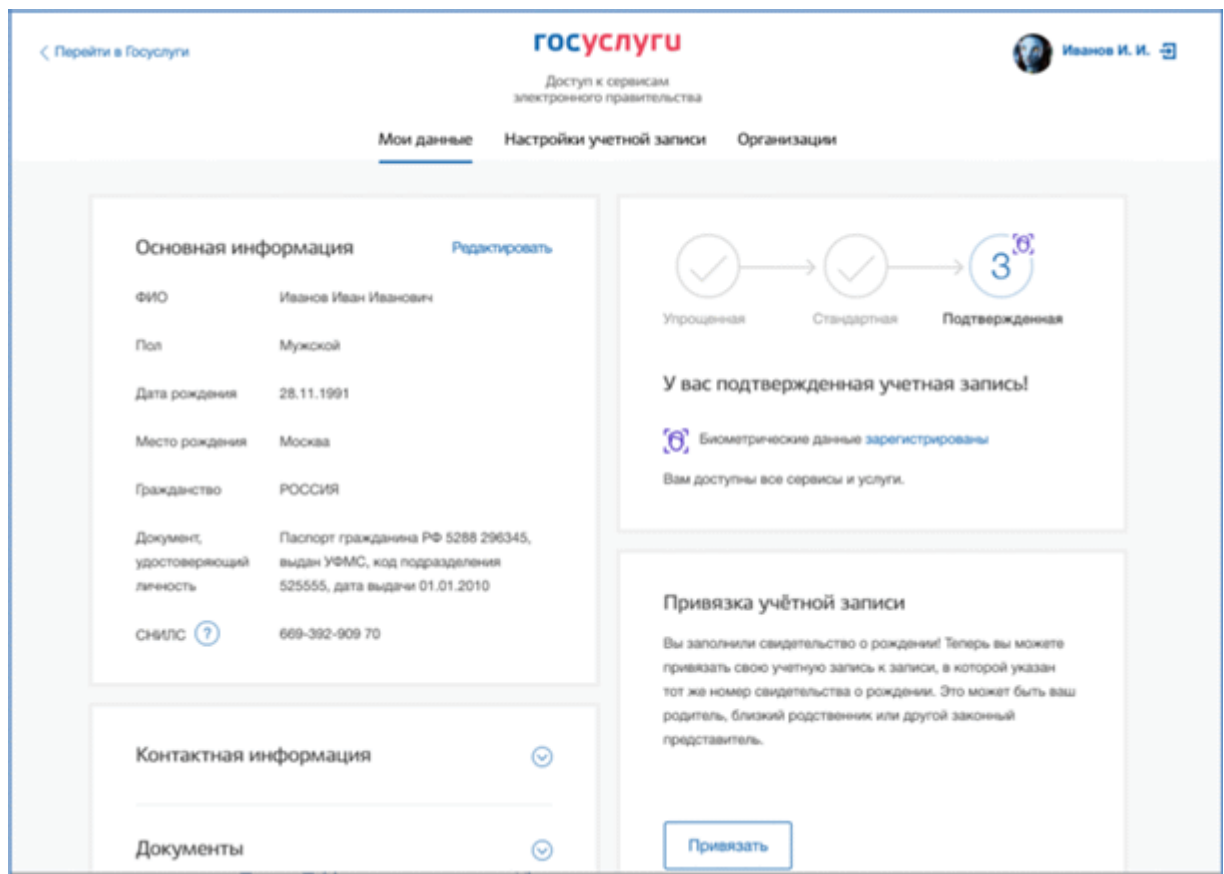 Перейти в Госуслуги
госуслуги
Иванов И. И.
Доступ к сервисам
электронного правительства
Мои данные
Настройки учетной записи
Организации
Основная информация
Редактировать
ФИО
Иванов Иван Иванович
Пол
Мужской
Дата рождения
28.11.1991
Место рождения
Москва
Гражданство
РОССИЯ
Документ,
удостоверяющий
личность
Паспорт гражданина РФ 5288 296345,
выдан УФМС, код подразделения
525555, дата выдачи 01.01.2010
СНИЛС ?
669-392-909 70
Контактная информация
Документы
3
Упрощенная
Стандартная
Подтвержденная
У вас подтвержденная учетная запись!
Биометрические данные зарегистрированы
Вам доступны все сервисы и услуги.
Привязка учётной записи
Вы заполнили свидетельство о рождении! Теперь вы можете
привязать свою учетную запись к записи, в которой указан
тот же номер свидетельства о рождении. Это может быть ваш
родитель, близкий родственник или другой законный
представитель.
Привязать